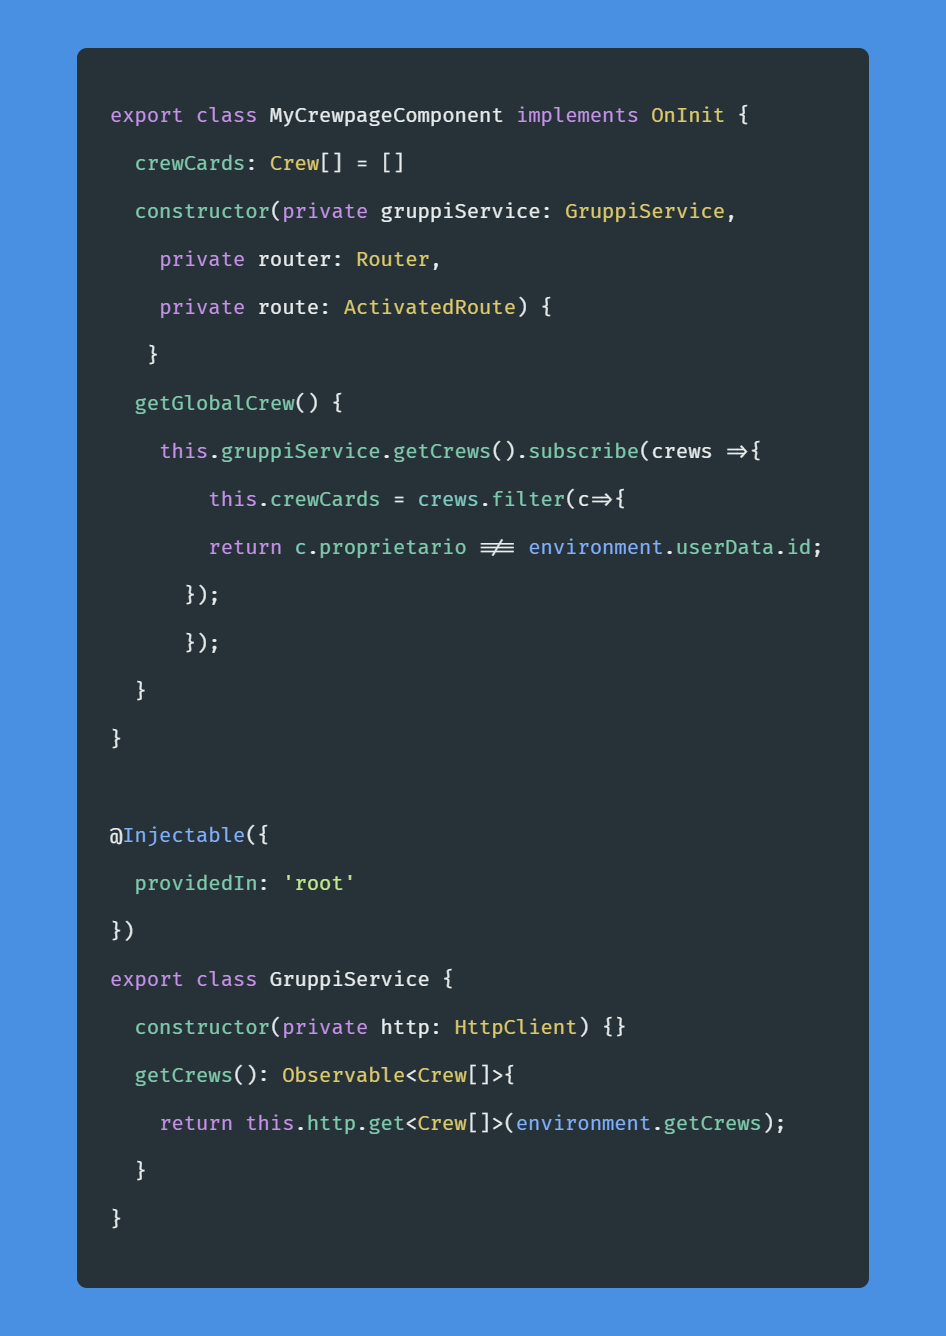 export class MyCrewpageComponent implements OnInit {
  crewCards: Crew[] = []
  constructor(private gruppiService: GruppiService,
    private router: Router,
    private route: ActivatedRoute) {
   }
  getGlobalCrew() {
    this.gruppiService.getCrews().subscribe(crews =>{
        this.crewCards = crews.filter(c=>{
        return c.proprietario !== environment.userData.id;
      });
      });
  }
}

@Injectable({
  providedIn: 'root'
})
export class GruppiService {
  constructor(private http: HttpClient) {}
  getCrews(): Observable<Crew[]>{
    return this.http.get<Crew[]>(environment.getCrews);
  }
}